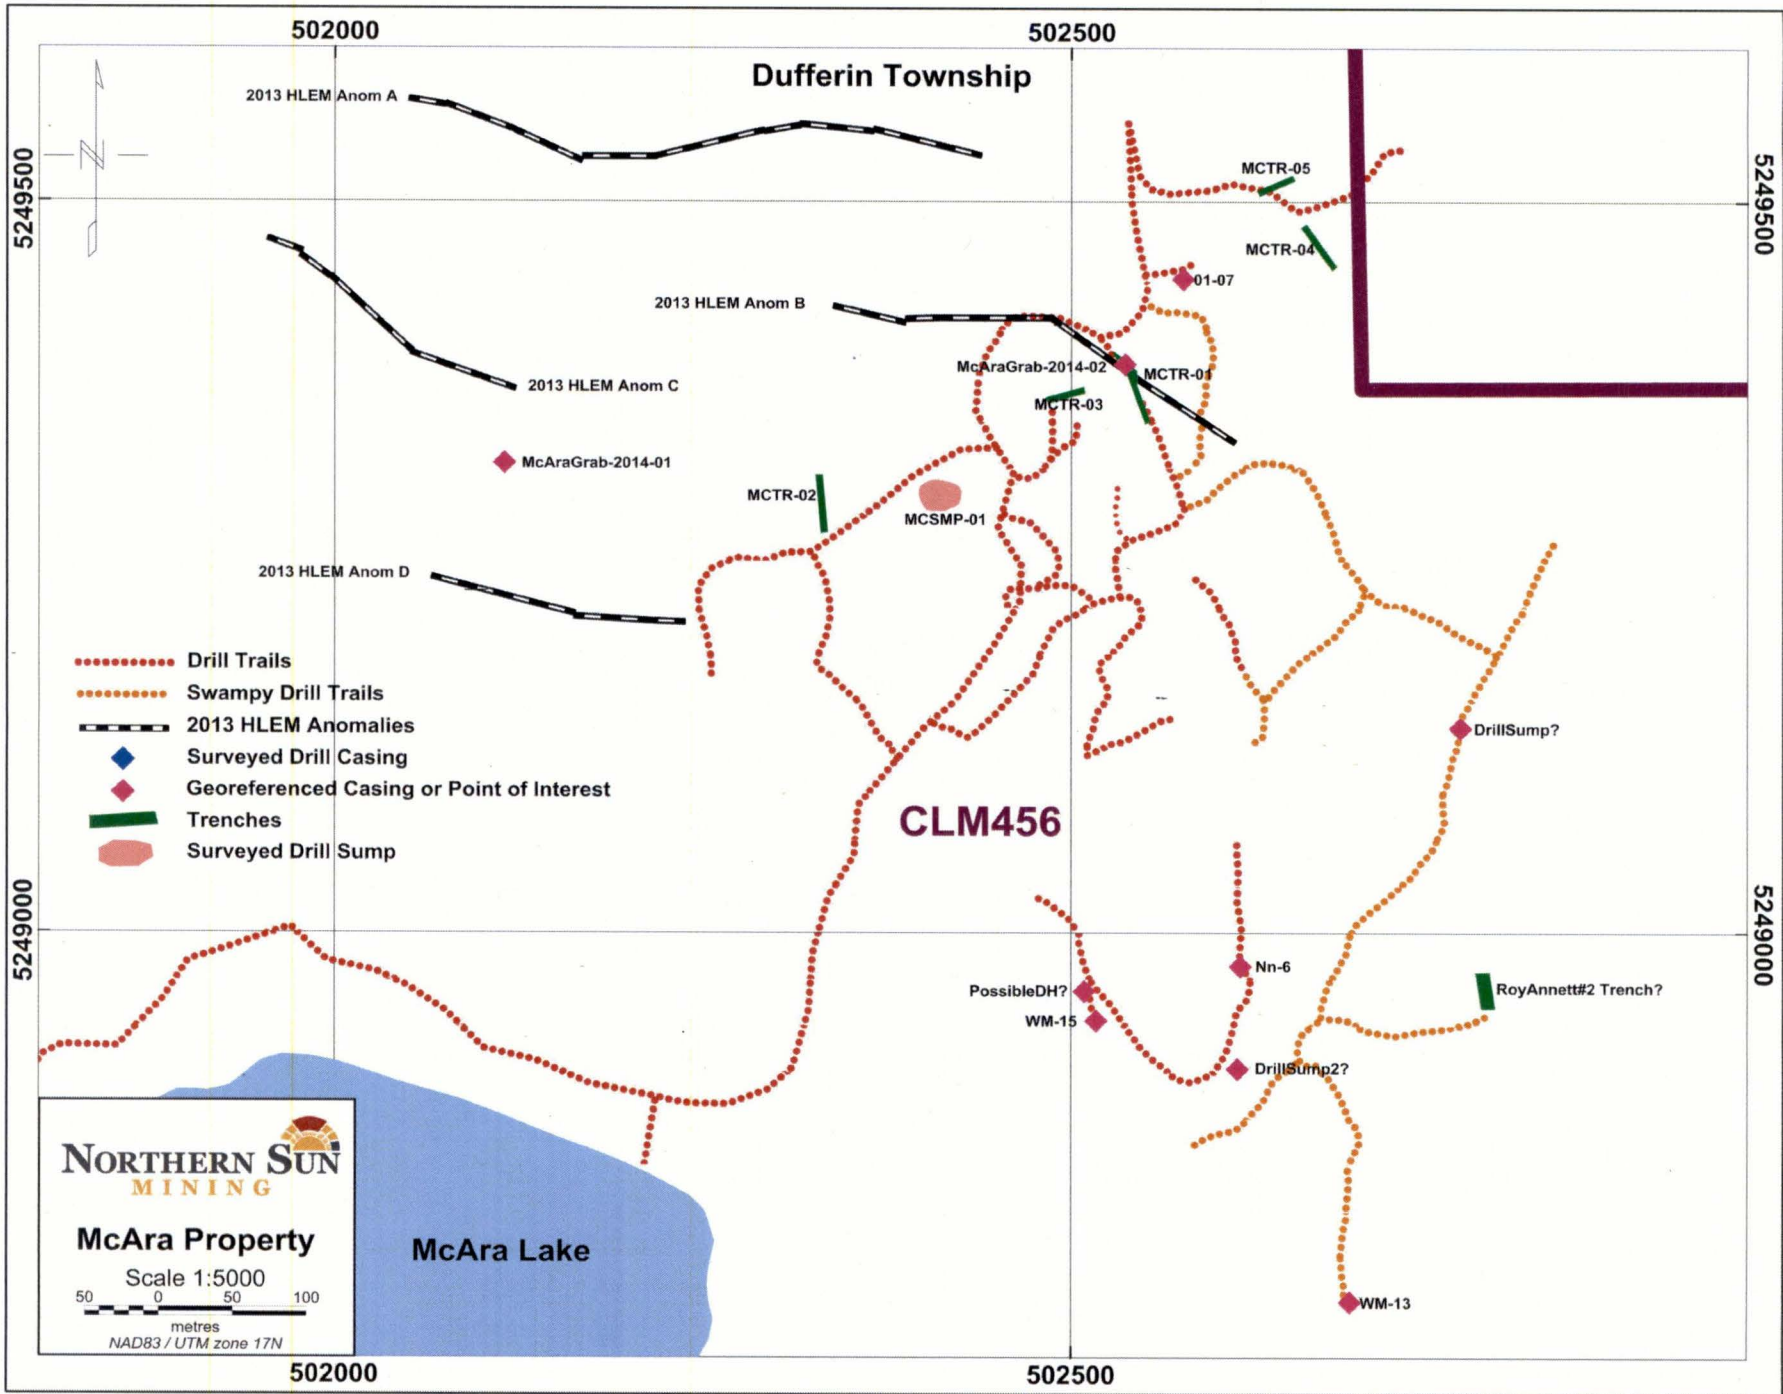 502000
502500
Dufferin Township
2013 HLEM Anom A
N
5249500
5249500
MCTR-05
MCTR-04
01-07
2013 HLEM Anom B
McAraGrab-2014-02
MCTR-01
2013 HLEM Anom C
MCTR-03
McAraGrab-2014-01
MCTR-02
MCSMP-01
2013 HLEM Anom D
Drill Trails
Swampy Drill Trails
2013 HLEM Anomalies
Surveyed Drill Casing
Georeferenced Casing or Point of Interest
Trenches
Surveyed Drill Sump
DrillSump?
CLM456
5249000
5249000
Nn-6
PossibleDH?
RoyAnnett#2 Trench?
WM-15
DrillSump2?
NORTHERN SUN
MINING
McAra Property
Scale 1:5000
50 0 50 100
metres
NAD83 / UTM zone 17N
McAra Lake
WM-13
502000
502500